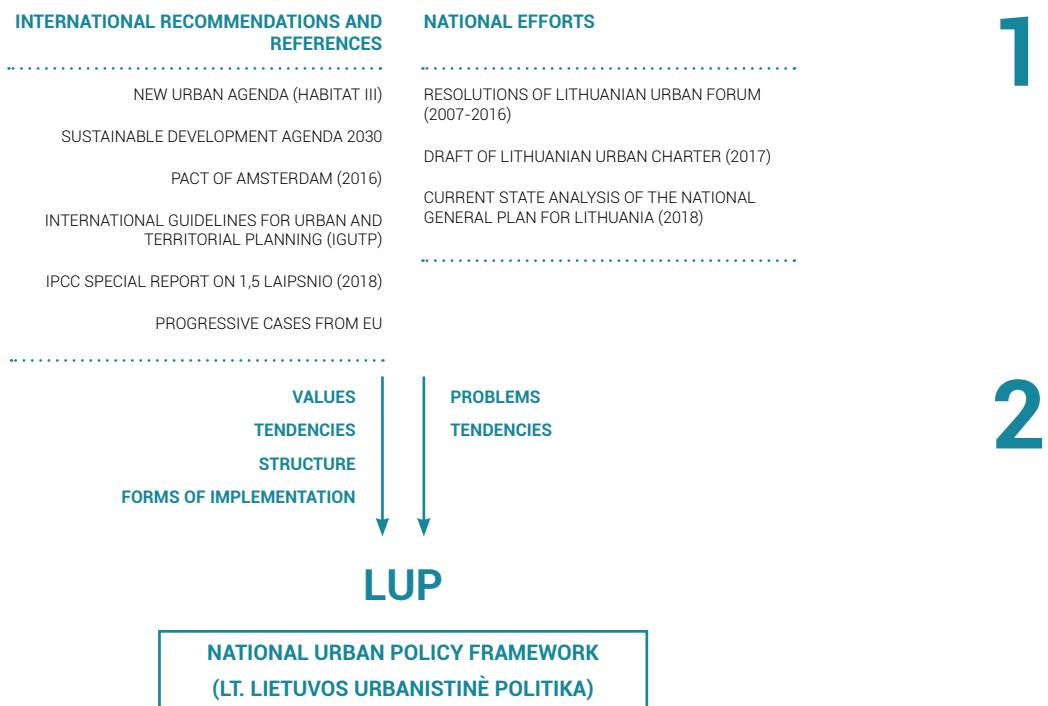 INTERNATIONAL RECOMMENDATIONS AND
REFERENCES
NEW URBAN AGENDA (HABITAT III)
SUSTAINABLE DEVELOPMENT AGENDA 2030
PACT OF AMSTERDAM (2016)
INTERNATIONAL GUIDELINES FOR URBAN AND
TERRITORIAL PLANNING (IGUTP)
IPCC SPECIAL REPORT ON 1,5 LAIPSNIO (2018)
PROGRESSIVE CASES FROM EU
NATIONAL EFFORTS
RESOLUTIONS OF LITHUANIAN URBAN FORUM
(2007-2016)
DRAFT OF LITHUANIAN URBAN CHARTER (2017)
CURRENT STATE ANALYSIS OF THE NATIONAL
GENERAL PLAN FOR LITHUANIA (2018)
1
VALUES
TENDENCIES
STRUCTURE
FORMS OF IMPLEMENTATION
PROBLEMS
TENDENCIES
2
LUP
NATIONAL URBAN POLICY FRAMEWORK
(LT. LIETUVOS URBANISTINÈ POLITIKA)